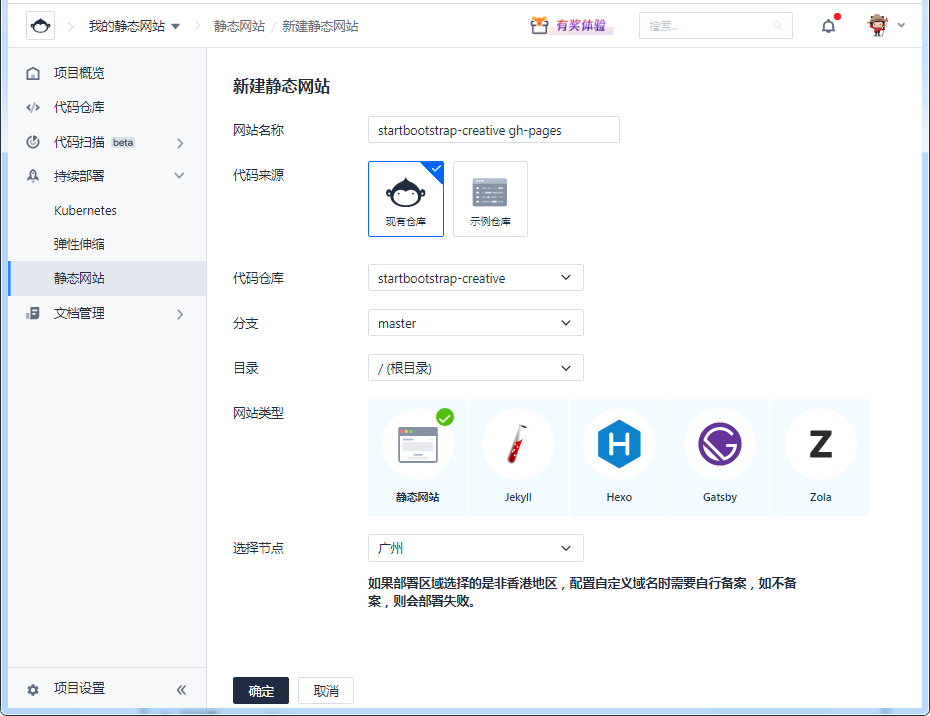 我的静态网站 静态网站 / 新建静态网站 有奖体验 搜索...
项目概览
代码仓库
代码扫描 beta
持续部署
Kubernetes
弹性伸缩
静态网站
文档管理
项目设置
新建静态网站
网站名称 startbootstrap-creative gh-pages
代码来源
现有仓库 示例仓库
代码仓库 startbootstrap-creative
分支 master
目录 / (根目录)
网站类型
静态网站 Jekyll Hexo Gatsby Zola
选择节点 广州
如果部署区域选择的是非香港地区，配置自定义域名时需要自行备案，如不备
案，则会部署失败。
确定 取消